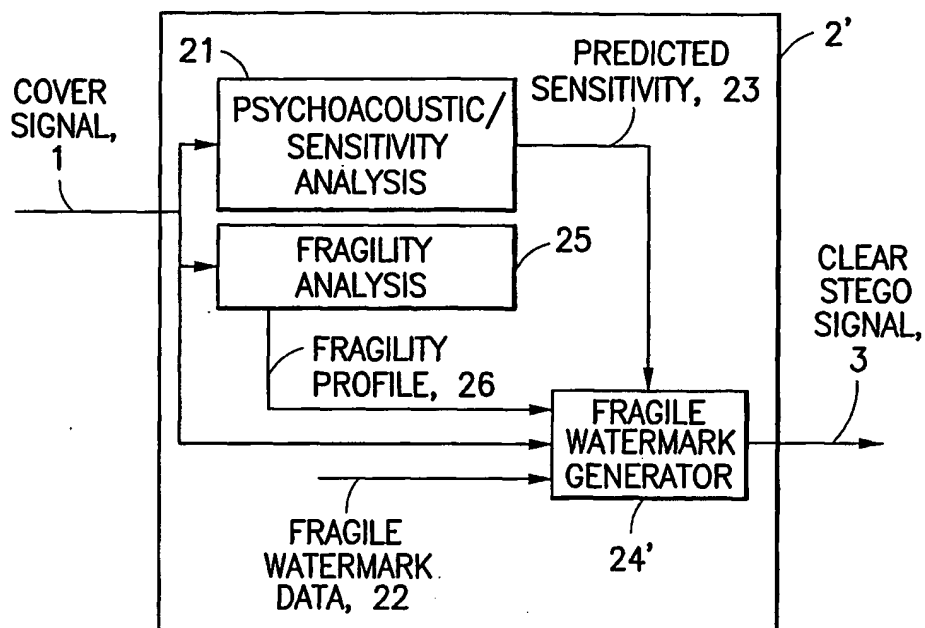 COVER
SIGNAL,
1
21
PSYCHOACOUSTIC/
SENSITIVITY
ANALYSIS
PREDICTED
SENSITIVITY, 23
2'
FRAGILITY
ANALYSIS
25
FRAGILITY
PROFILE, 26
CLEAR
STEGO
SIGNAL,
3
FRAGILE
WATERMARK
GENERATOR
24'
FRAGILE
WATERMARK
DATA, 22